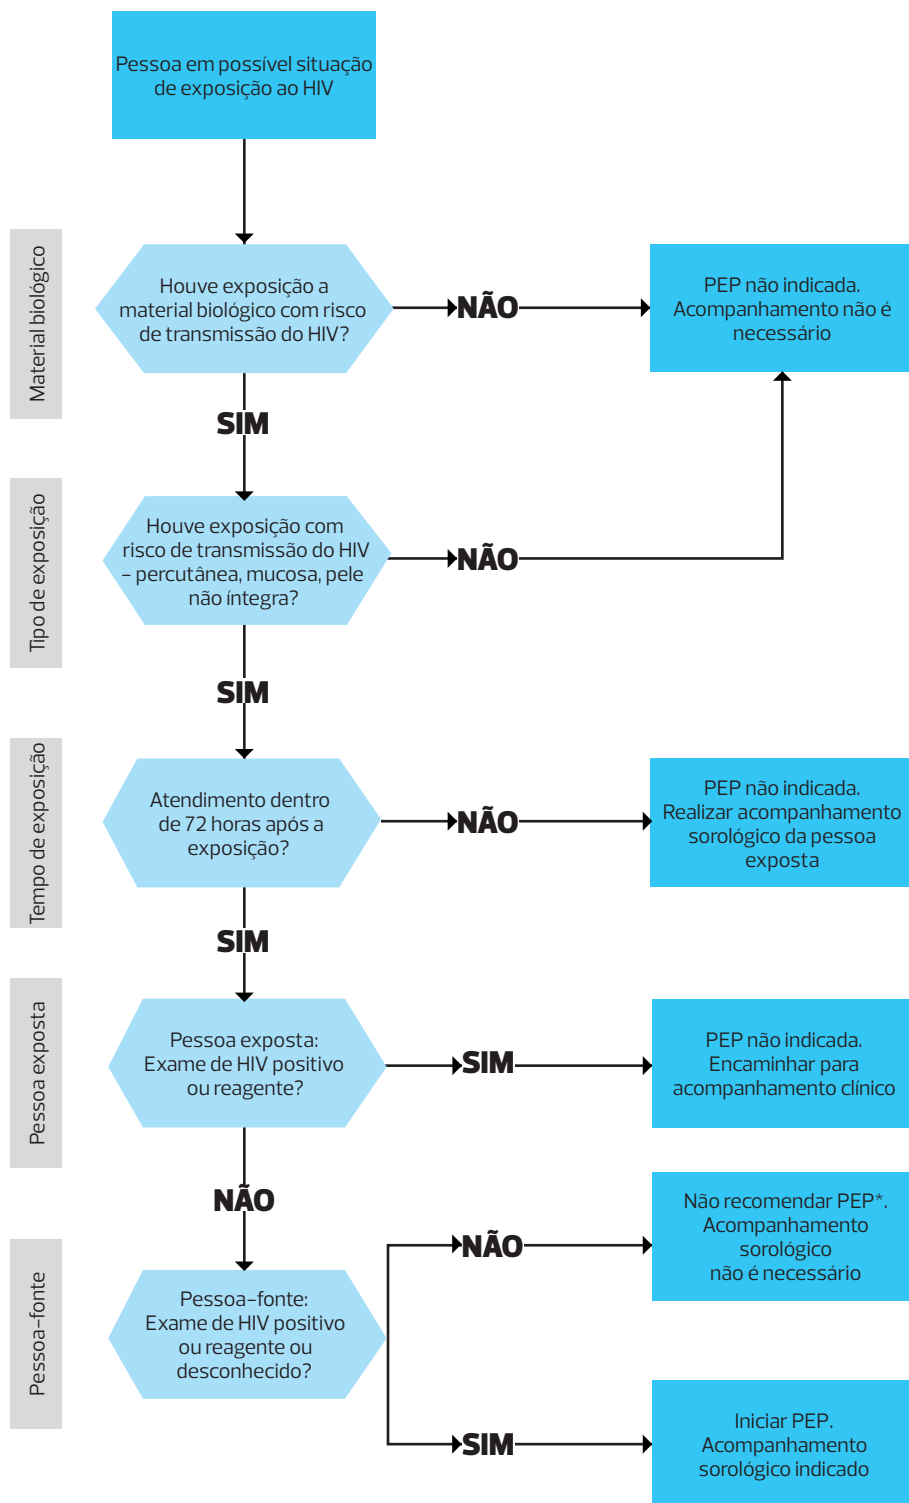 Pessoa em possível situação
de exposição ao HIV
Material biológico
Houve exposição a
material biológico com risco
de transmissão do HIV?
NÃO
PEP não indicada.
Acompanhamento não é
necessário
SIM
Tipo de exposição
Houve exposição com
risco de transmissão do HIV
- percutânea, mucosa, pele
não íntegra?
NÃO
SIM
Tempo de exposição
Atendimento dentro
de 72 horas após a
exposição?
NÃO
PEP não indicada.
Realizar acompanhamento
sorológico da pessoa
exposta
SIM
Pessoa exposta
Pessoa exposta:
Exame de HIV positivo
ou reagente?
SIM
PEP não indicada.
Encaminhar para
acompanhamento clínico
NÃO
Pessoa-fonte
Pessoa-fonte:
Exame de HIV positivo
ou reagente ou
desconhecido?
NÃO
Não recomendar PEP*.
Acompanhamento
sorológico
não é necessário
SIM
Iniciar PEP.
Acompanhamento
sorológico indicado